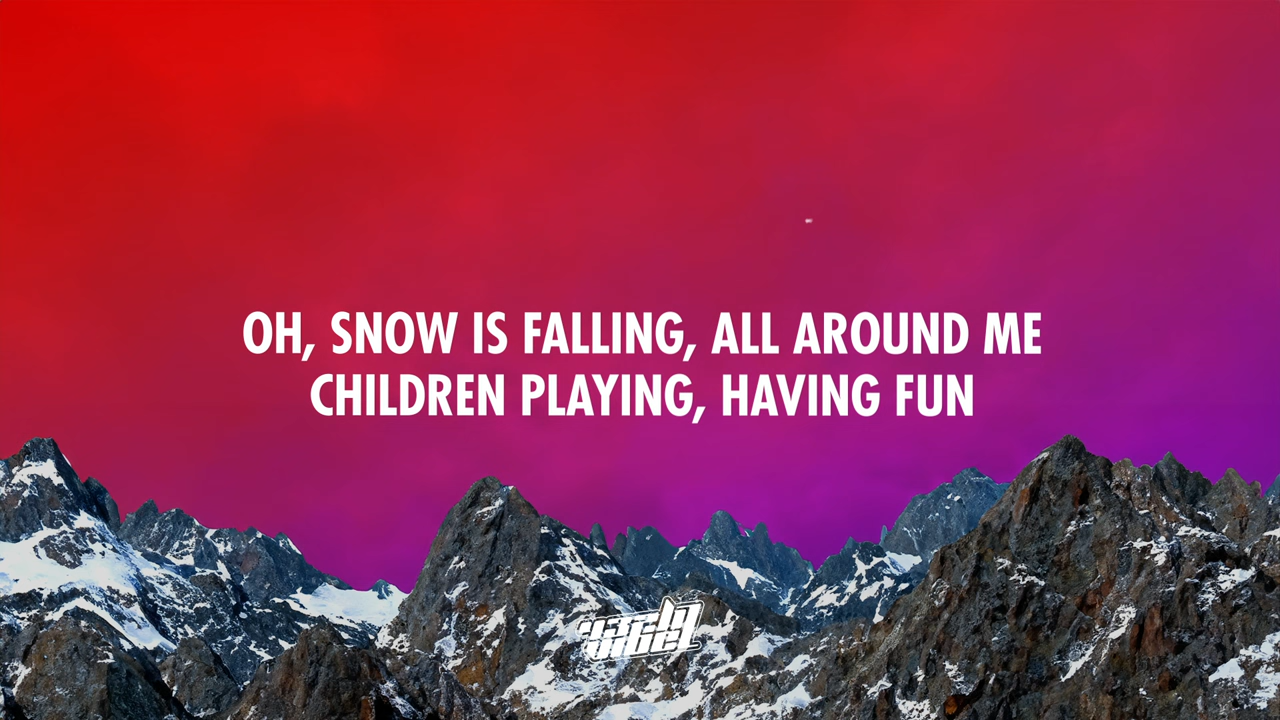 OH, SNOW IS FALLING, ALL AROUND ME
CHILDREN PLAYING, HAVING FUN